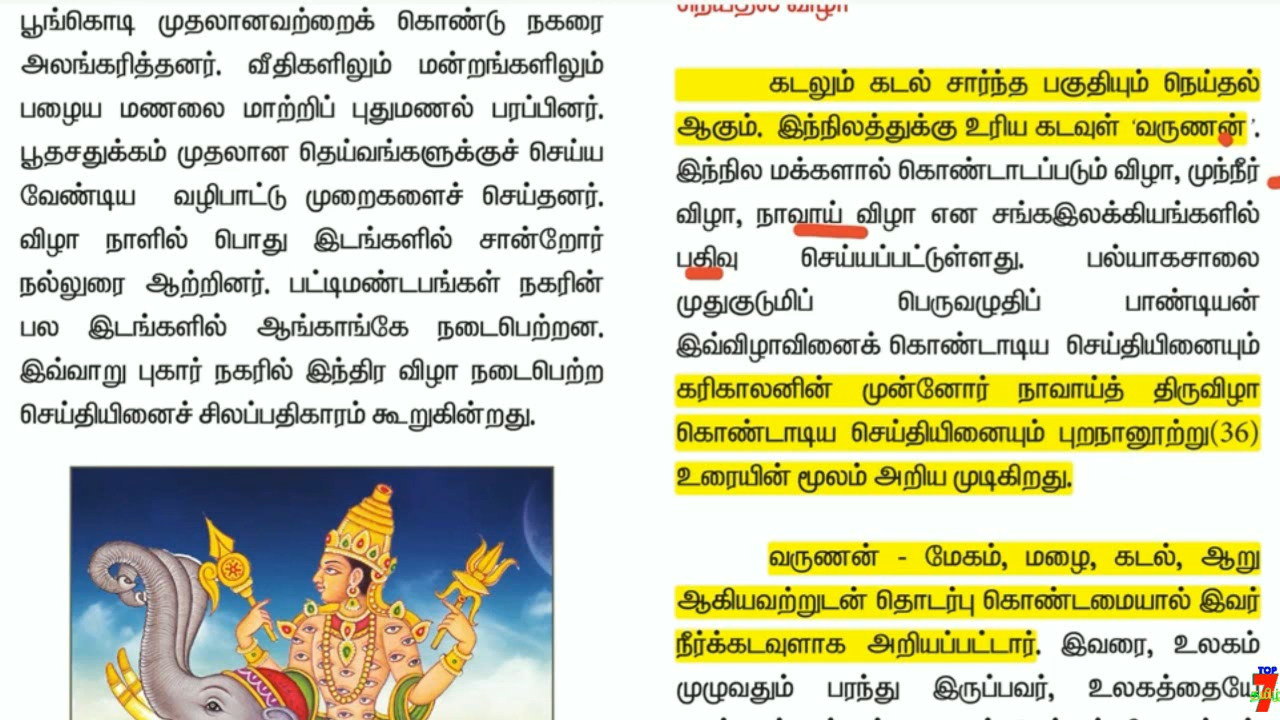 பூங்கொடி முதலானவற்றைக் கொண்டு நகரை
அலங்கரித்தனர். வீதிகளிலும் மன்றங்களிலும்
பழைய மணலை மாற்றிப் புதுமணல் பரப்பினர்.
பூதசதுக்கம் முதலான தெய்வங்களுக்குச் செய்ய
வேண்டிய வழிபாட்டு முறைகளைச் செய்தனர்.
விழா நாளில் பொது இடங்களில் சான்றோர்
நல்லுரை ஆற்றினர். பட்டிமண்டபங்கள் நகரின்
பல இடங்களில் ஆங்காங்கே நடைபெற்றன.
இவ்வாறு புகார் நகரில் இந்திர விழா நடைபெற்ற
செய்தியினைச் சிலப்பதிகாரம் கூறுகின்றது.
நெய்தல் விழா
கடலும் கடல் சார்ந்த பகுதியும் நெய்தல்
ஆகும். இந்நிலத்துக்கு உரிய கடவுள் ‘வருணன்’.
இந்நில மக்களால் கொண்டாடப்படும் விழா, முந்நீர்
விழா, நாவாய் விழா என சங்கஇலக்கியங்களில்
பதிவு செய்யப்பட்டுள்ளது. பல்யாகசாலை
முதுகுடுமிப் பெருவழுதிப் பாண்டியன்
இவ்விழாவினைக் கொண்டாடிய செய்தியினையும்
கரிகாலனின் முன்னோர் நாவாய்த் திருவிழா
கொண்டாடிய செய்தியினையும் புறநானூற்று(36)
உரையின் மூலம் அறிய முடிகிறது.
வருணன் - மேகம், மழை, கடல், ஆறு
ஆகியவற்றுடன் தொடர்பு கொண்டமையால் இவர்
நீர்க்கடவுளாக அறியப்பட்டார். இவரை, உலகம்
முழுவதும் பரந்து இருப்பவர், உலகத்தையே
TOP
7
தமிழ்